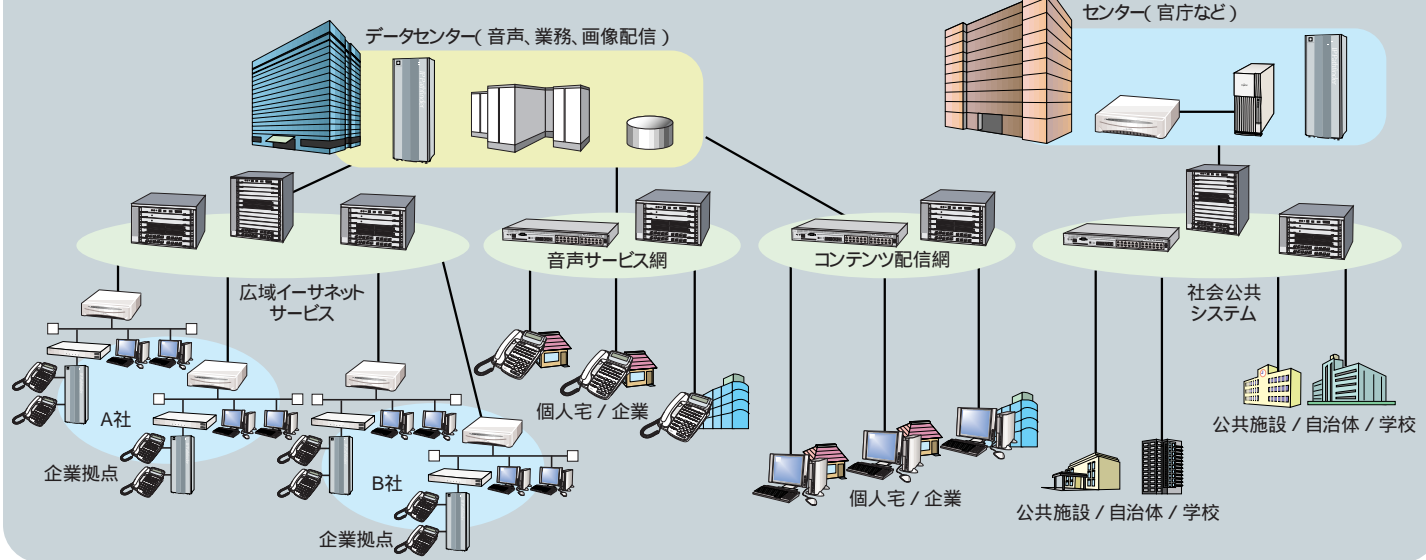 データセンター(音声、業務、画像配信)
センター(官庁など)
広域イーサネット
サービス
音声サービス網
コンテンツ配信網
社会公共
システム
A社
企業拠点
B社
企業拠点
個人宅 / 企業
個人宅 / 企業
公共施設 / 自治体 / 学校
公共施設 / 自治体 / 学校